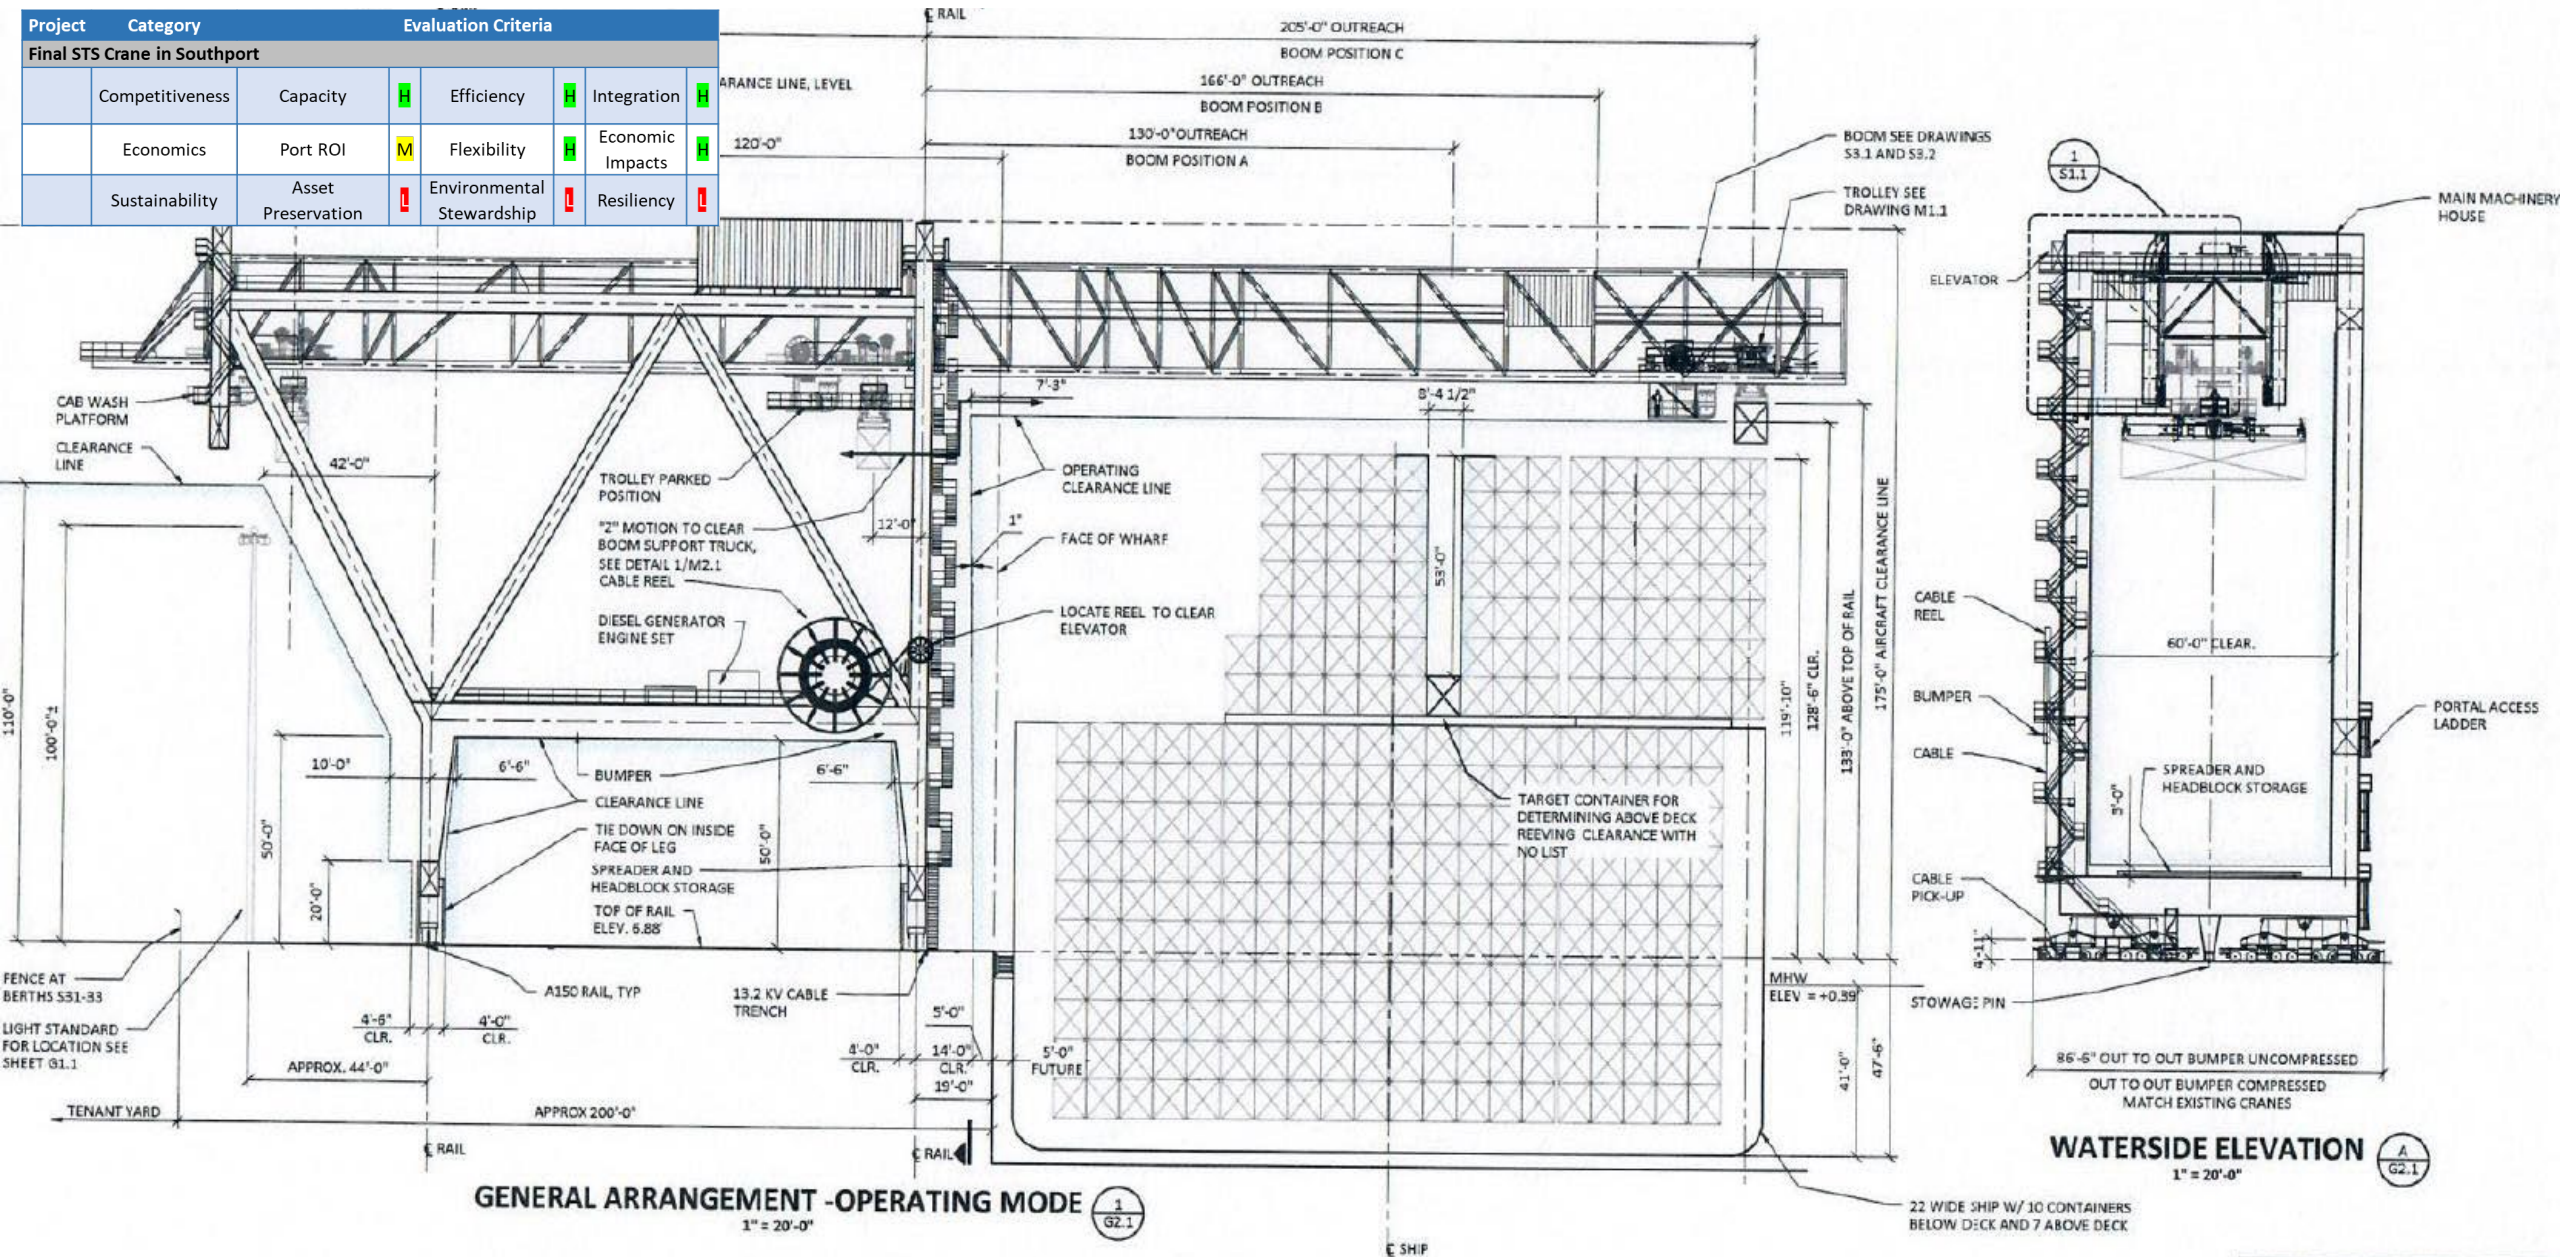 Project Category Evaluation Criteria
Final STS Crane in Southport
Competitiveness Capacity H Efficiency H Integration H
Economics Port ROI M Flexibility H Economic Impacts H
Sustainability Asset Preservation L Environmental Stewardship L Resiliency L
℄ RAIL
205'-0" OUTREACH
BOOM POSITION C
166'-0" OUTREACH
BOOM POSITION B
ARANCE LINE, LEVEL
130'-0"OUTREACH
BOOM POSITION A
120'-0"
BOOM SEE DRAWINGS
S3.1 AND S3.2
TROLLEY SEE
DRAWING M1.1
1
S1.1
MAIN MACHINERY
HOUSE
ELEVATOR
CAB WASH
PLATFORM
CLEARANCE
LINE
42'-0"
7'-3"
8'-4 1/2"
TROLLEY PARKED
POSITION
"2" MOTION TO CLEAR
BOOM SUPPORT TRUCK,
SEE DETAIL 1/M2.1
CABLE REEL
12'-0"
1"
OPERATING
CLEARANCE LINE
FACE OF WHARF
53'-0"
DIESEL GENERATOR
ENGINE SET
LOCATE REEL TO CLEAR
ELEVATOR
110'-0"
100'-0"±
50'-0"
20'-0"
10'-0"
6'-6"
BUMPER
6'-6"
CLEARANCE LINE
TIE DOWN ON INSIDE
FACE OF LEG
50'-0"
SPREADER AND
HEADBLOCK STORAGE
TOP OF RAIL
ELEV. 6.88'
TARGET CONTAINER FOR
DETERMINING ABOVE DECK
REEVING CLEARANCE WITH
NO LIST
119'-10"
128'-6" CLR.
133'-0" ABOVE TOP OF RAIL
175'-0" AIRCRAFT CLEARANCE LINE
CABLE
REEL
60'-0" CLEAR.
BUMPER
CABLE
PORTAL ACCESS
LADDER
SPREADER AND
HEADBLOCK STORAGE
3'-0"
CABLE
PICK-UP
4'-11"
STOWAGE PIN
FENCE AT
BERTHS S31-33
LIGHT STANDARD
FOR LOCATION SEE
SHEET G1.1
A150 RAIL, TYP
13.2 KV CABLE
TRENCH
4'-6"
CLR.
4'-0"
CLR.
5'-0"
4'-0"
CLR.
14'-0"
CLR.
5'-0"
FUTURE
19'-0"
MHW
ELEV = +0.39'
41'-0"
47'-6"
APPROX. 44'-0"
TENANT YARD
APPROX 200'-0"
℄ RAIL
℄ RAIL
86'-6" OUT TO OUT BUMPER UNCOMPRESSED
OUT TO OUT BUMPER COMPRESSED
MATCH EXISTING CRANES
WATERSIDE ELEVATION
1" = 20'-0"
A
G2.1
GENERAL ARRANGEMENT -OPERATING MODE
1" = 20'-0"
1
G2.1
22 WIDE SHIP W/ 10 CONTAINERS
BELOW DECK AND 7 ABOVE DECK
℄ SHIP